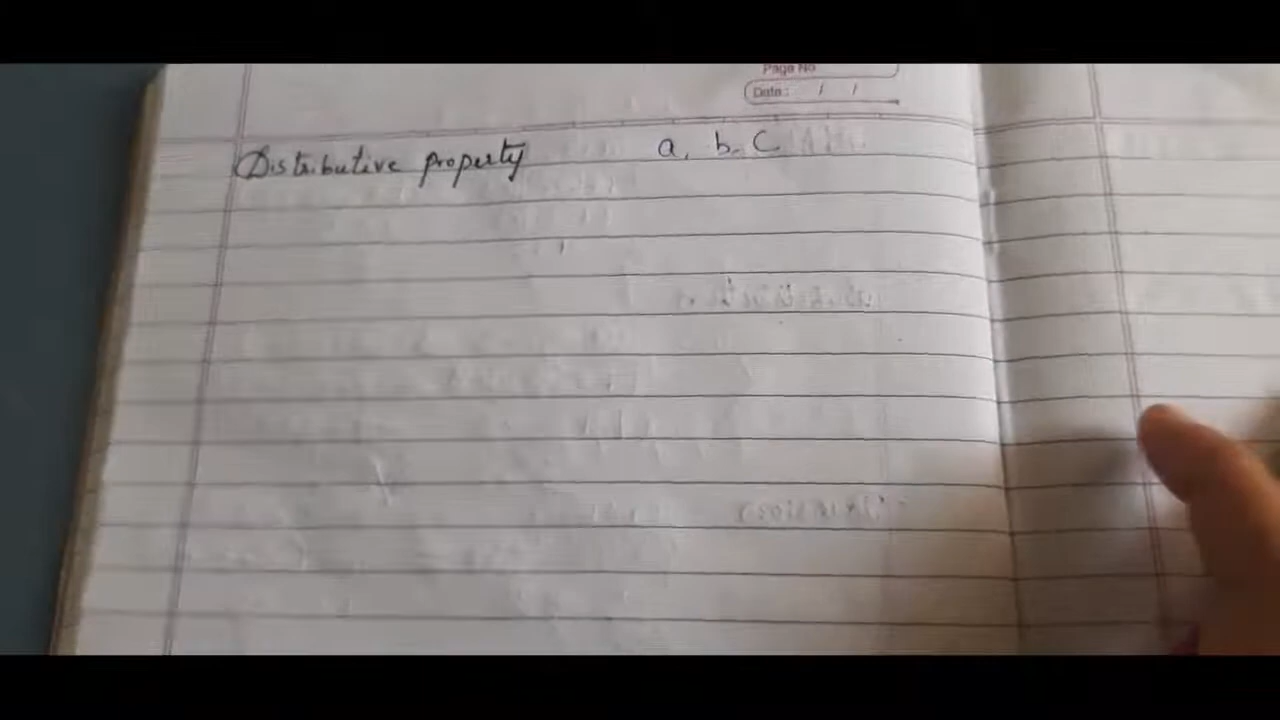 Page No
Date: / /
Distributive property a, b, c